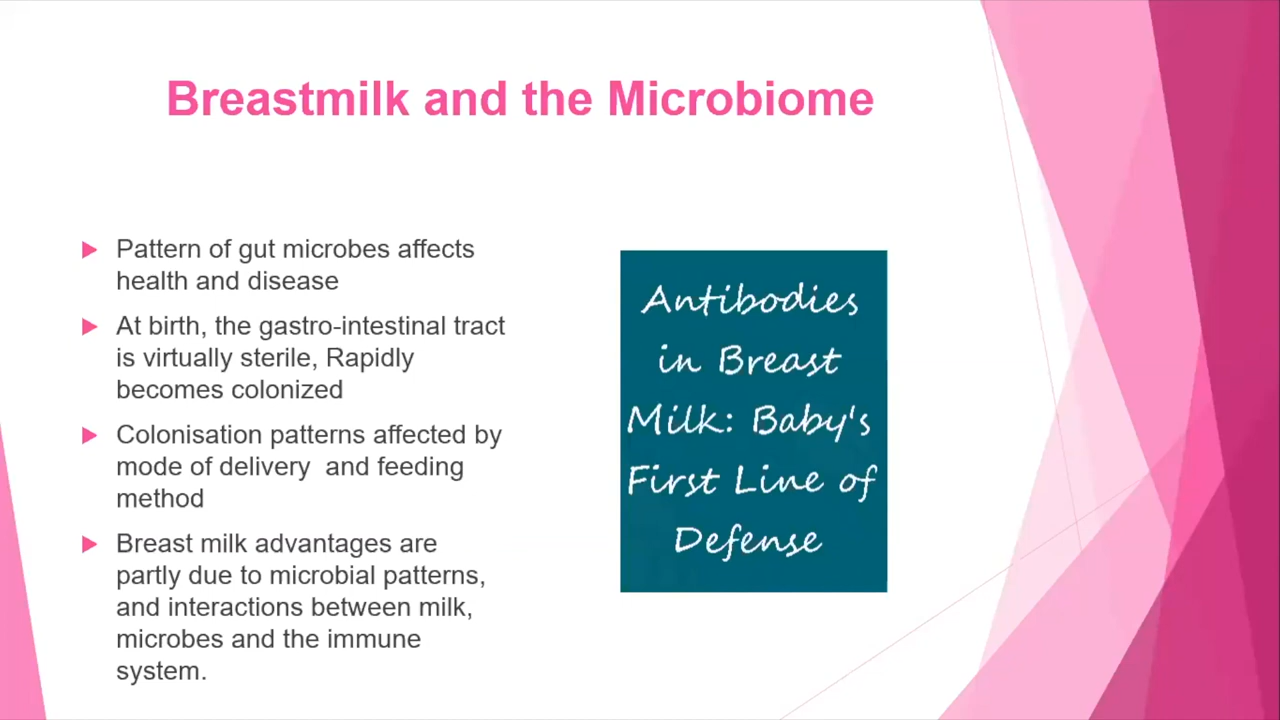 Breastmilk and the Microbiome
Pattern of gut microbes affects
health and disease
At birth, the gastro-intestinal tract
is virtually sterile, Rapidly
becomes colonized
Colonisation patterns affected by
mode of delivery  and feeding
method
Breast milk advantages are
partly due to microbial patterns,
and interactions between milk,
microbes and the immune
system.
Antibodies
in Breast
Milk: Baby's
First Line of
Defense